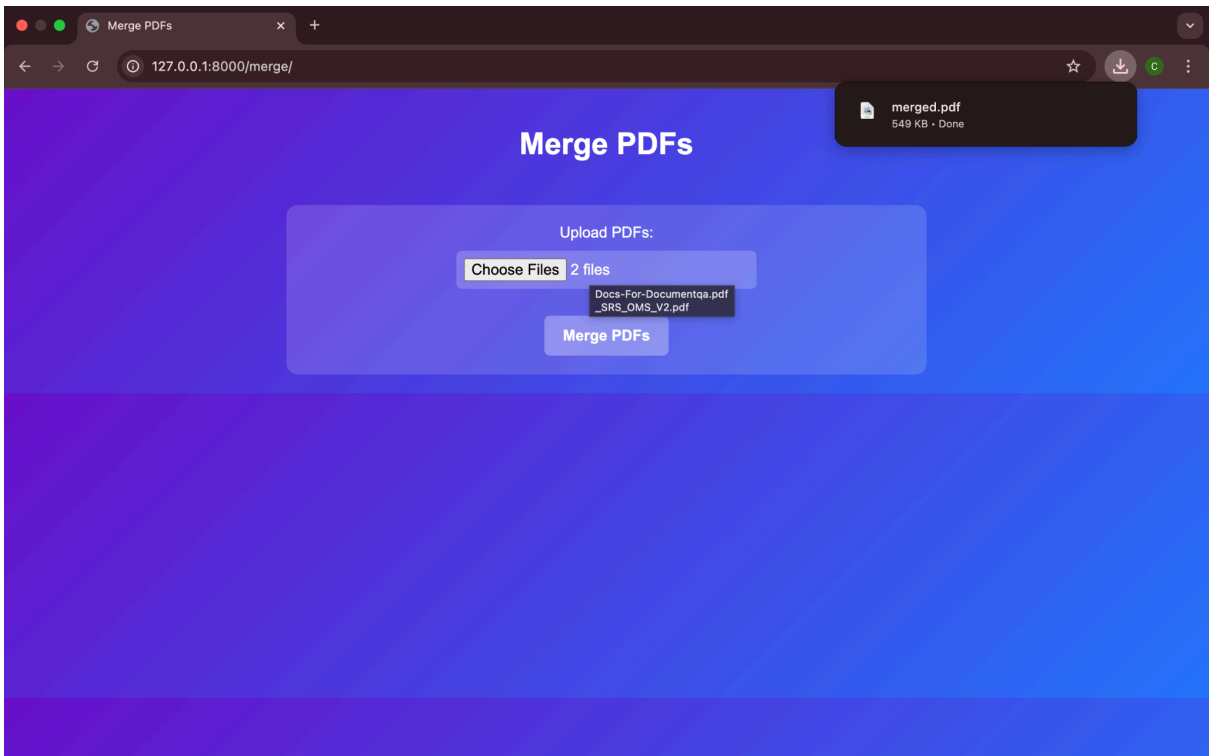 Merge PDFs
127.0.0.1:8000/merge/
C
merged.pdf
549 KB • Done
Merge PDFs
Upload PDFs:
Choose Files 2 files
Docs-For-Documentqa.pdf
_SRS_OMS_V2.pdf
Merge PDFs